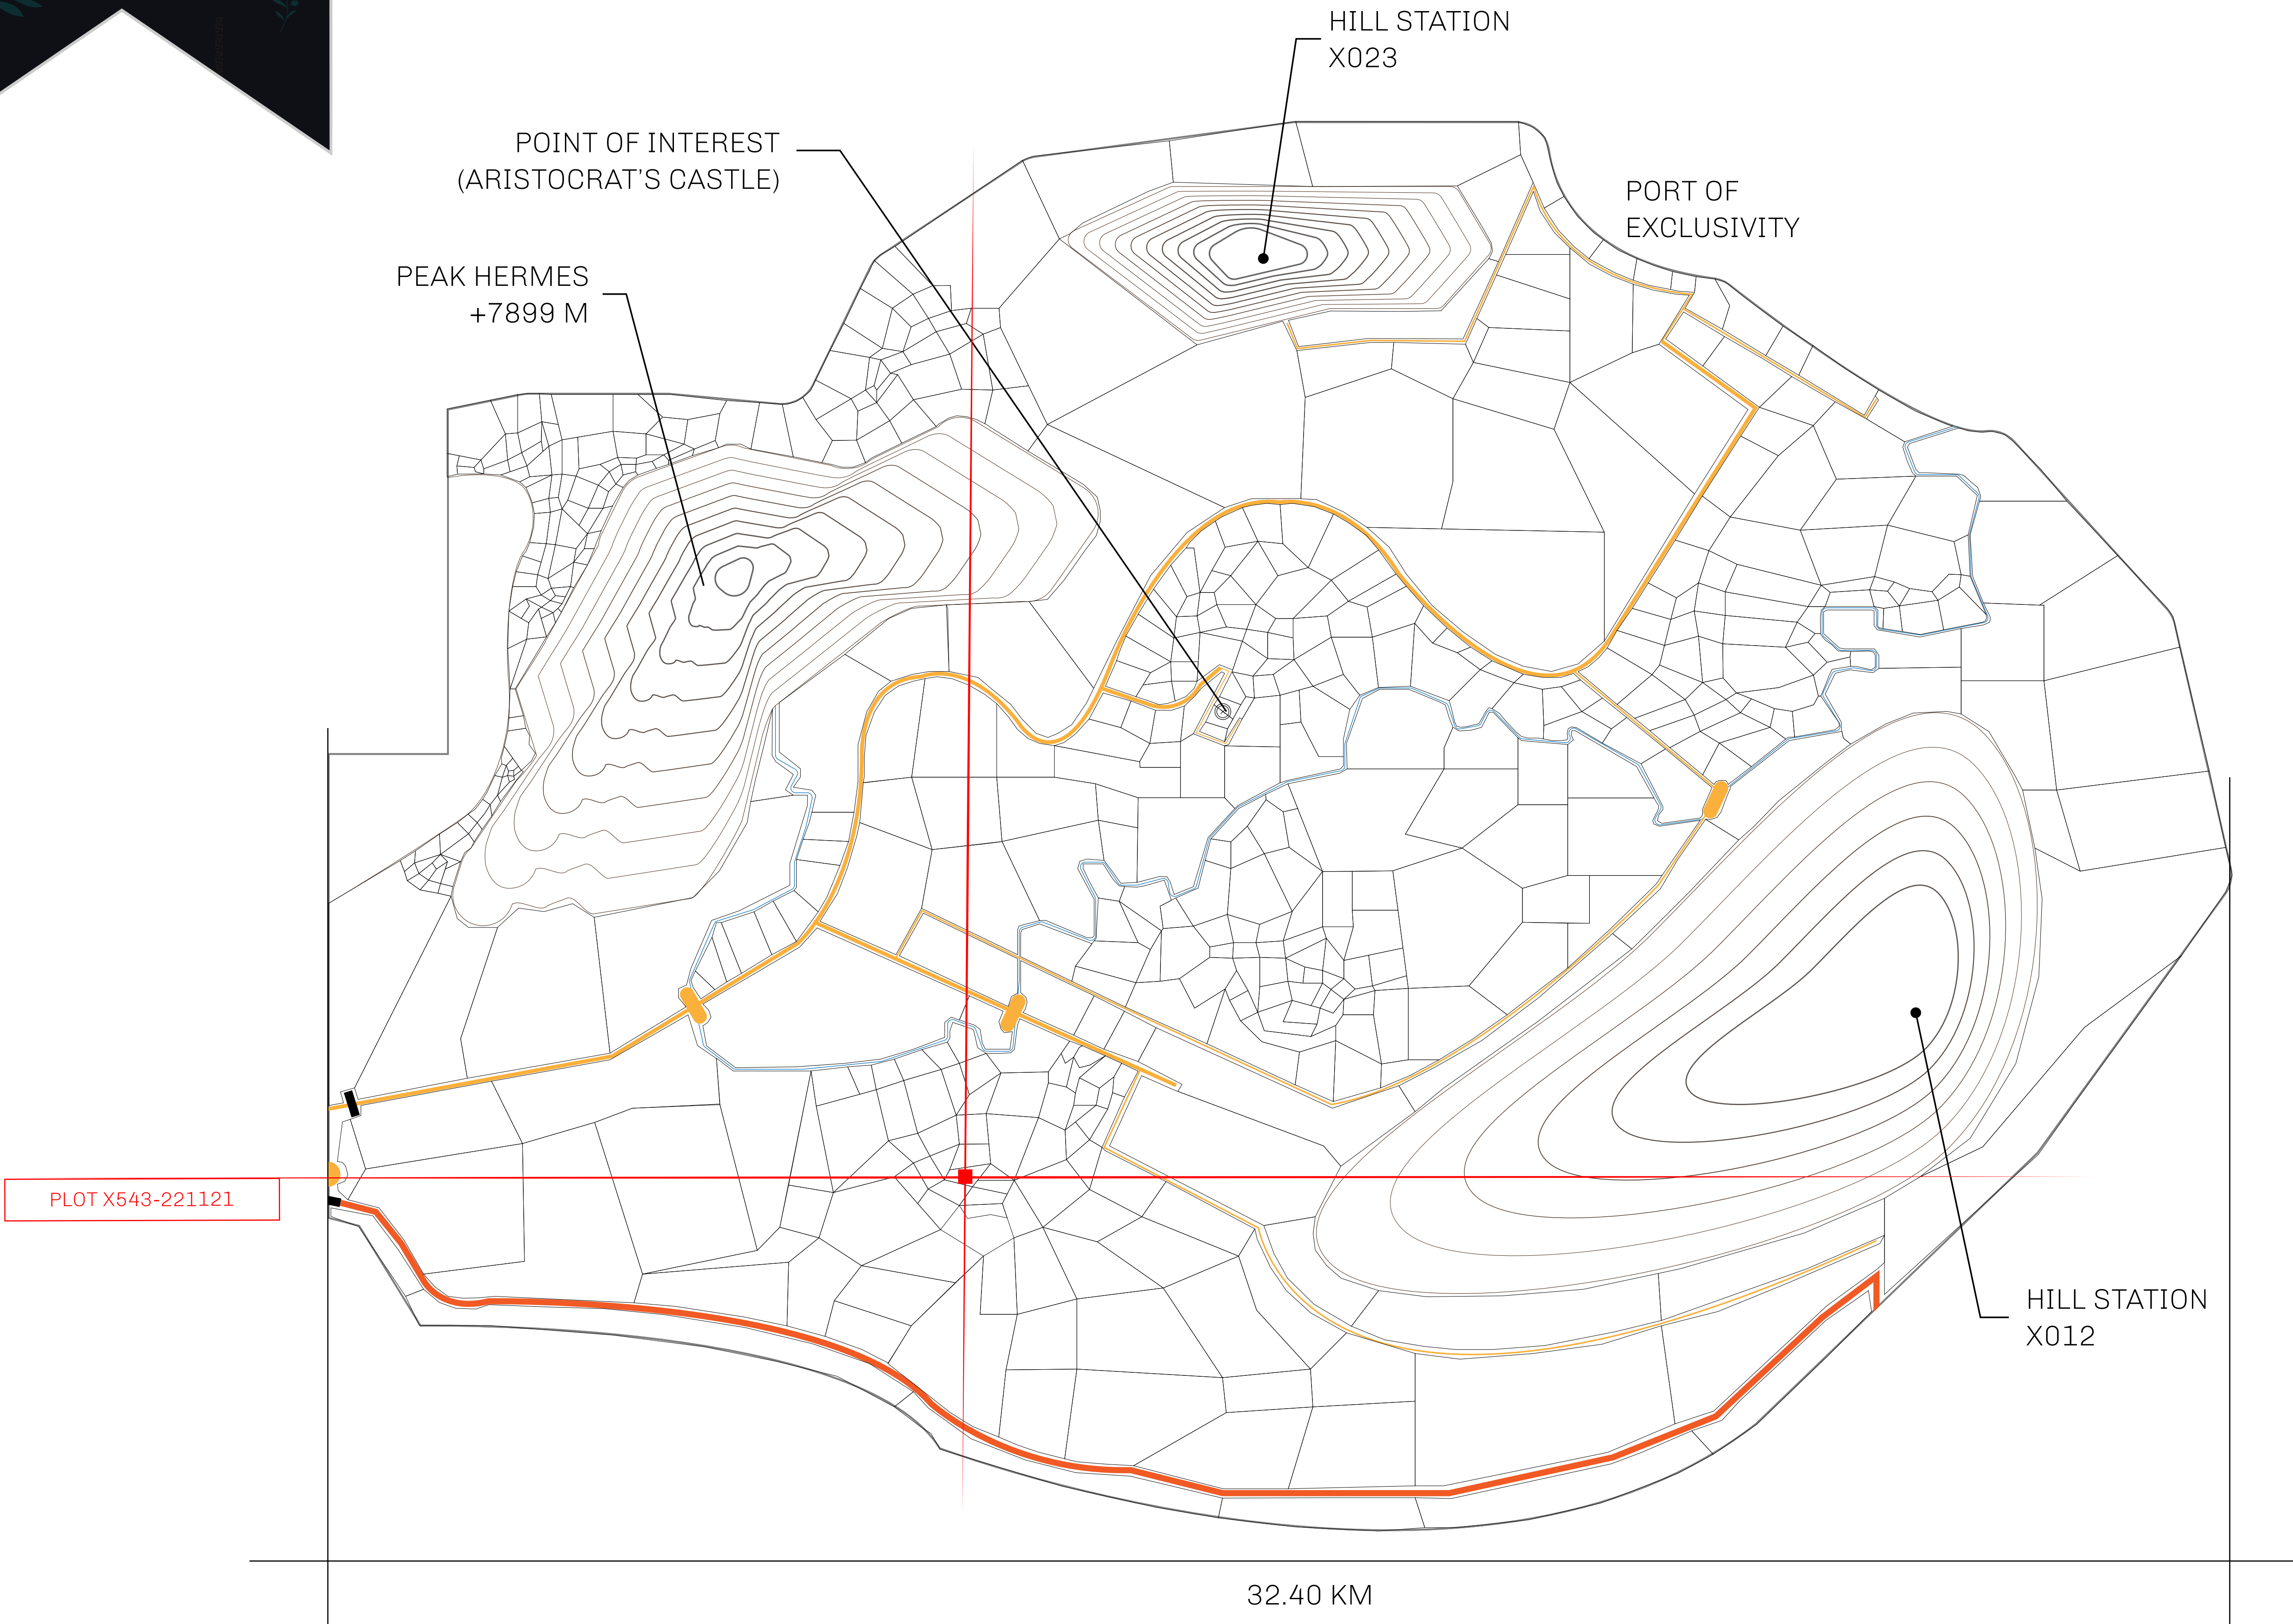 HILL STATION
X023
POINT OF INTEREST
(ARISTOCRAT'S CASTLE)
PORT OF
EXCLUSIVITY
PEAK HERMES
+7899 M
PLOT X543-221121
HILL STATION
X012
32.40 KM